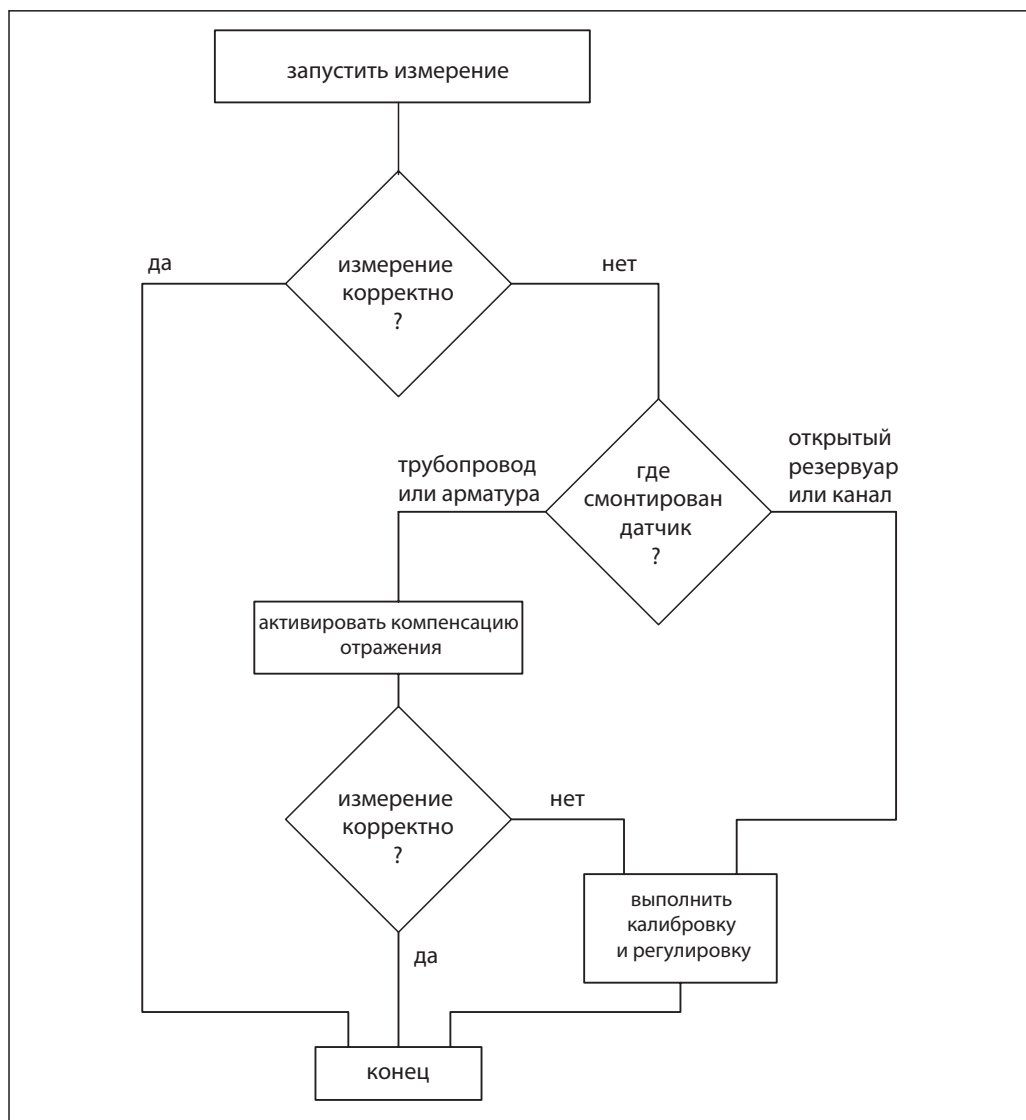 запустить измерение
да
измерение
корректно
?
нет
трубопровод
или арматура
где
смонтирован
датчик
?
открытый
резервуар
или канал
активировать компенсацию
отражения
измерение
корректно
?
нет
да
выполнить
калибровку
и регулировку
конец